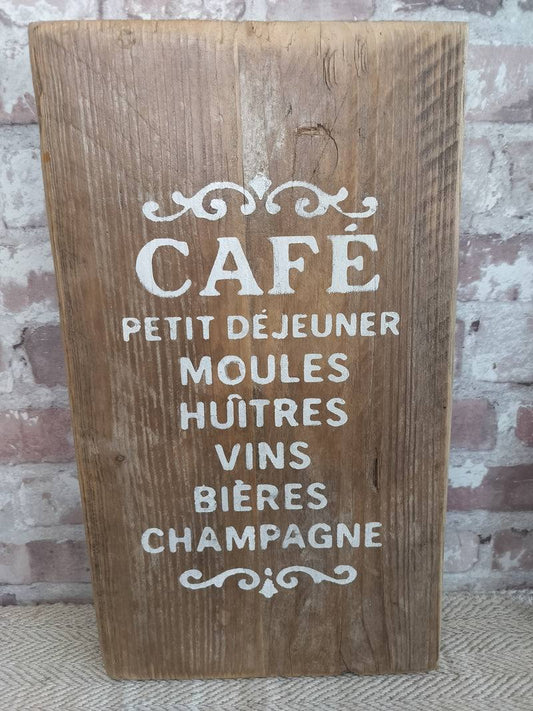 CAFÉ
PETIT DÉJEUNER
MOULES
HUÎTRES
VINS
BIÈRES
CHAMPAGNE